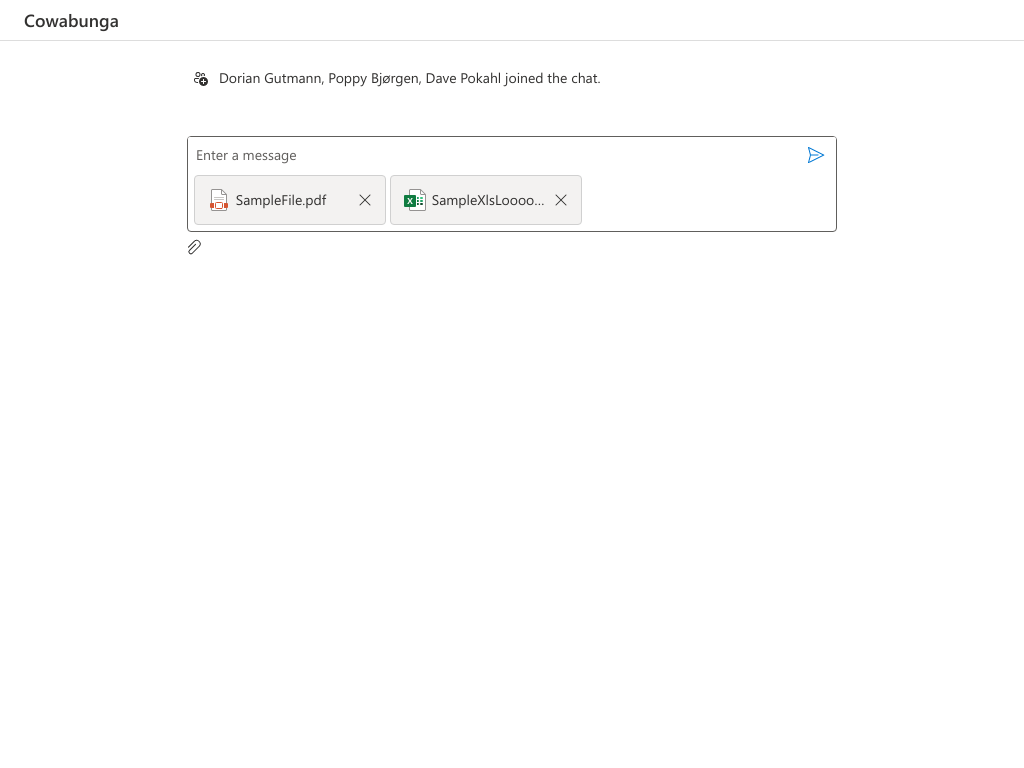 Cowabunga
Dorian Gutmann, Poppy Bjørgen, Dave Pokahl joined the chat.
Enter a message
SampleFile.pdf
SampleXlsLoooo...